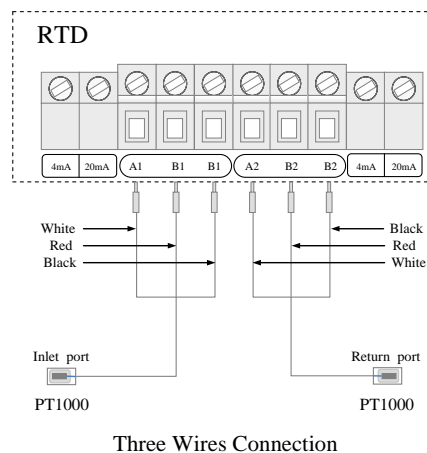 RTD
4mA 20mA A1 B1 B1 A2 B2 B2 4mA 20mA
White Black
Red Red
Black White
Inlet port Return port
PT1000 PT1000
Three Wires Connection